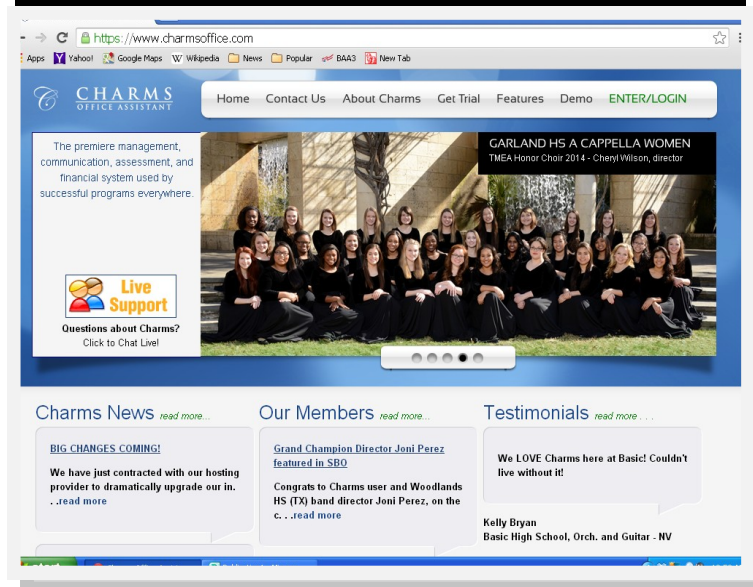 https://www.charmsoffice.com
Apps Yahoo! Google Maps Wikipedia News Popular BAA3 New Tab
CHARMS
OFFICE ASSISTANT
Home Contact Us About Charms Get Trial Features Demo ENTER/LOGIN
The premiere management,
communication, assessment, and
financial system used by
successful programs everywhere.
GARLAND HS A CAPPELLA WOMEN
TMEA Honor Choir 2014 - Cheryl Wilson, director
Live
Support
Questions about Charms?
Click to Chat Live!
Charms News read more...
BIG CHANGES COMING!
We have just contracted with our hosting
provider to dramatically upgrade our in.
. .read more
Our Members read more...
Grand Champion Director Joni Perez
featured in SBO
Congrats to Charms user and Woodlands
HS (TX) band director Joni Perez, on the
c. . .read more
Testimonials read more . . .
We LOVE Charms here at Basic! Couldn't
live without it!
Kelly Bryan
Basic High School, Orch. and Guitar - NV